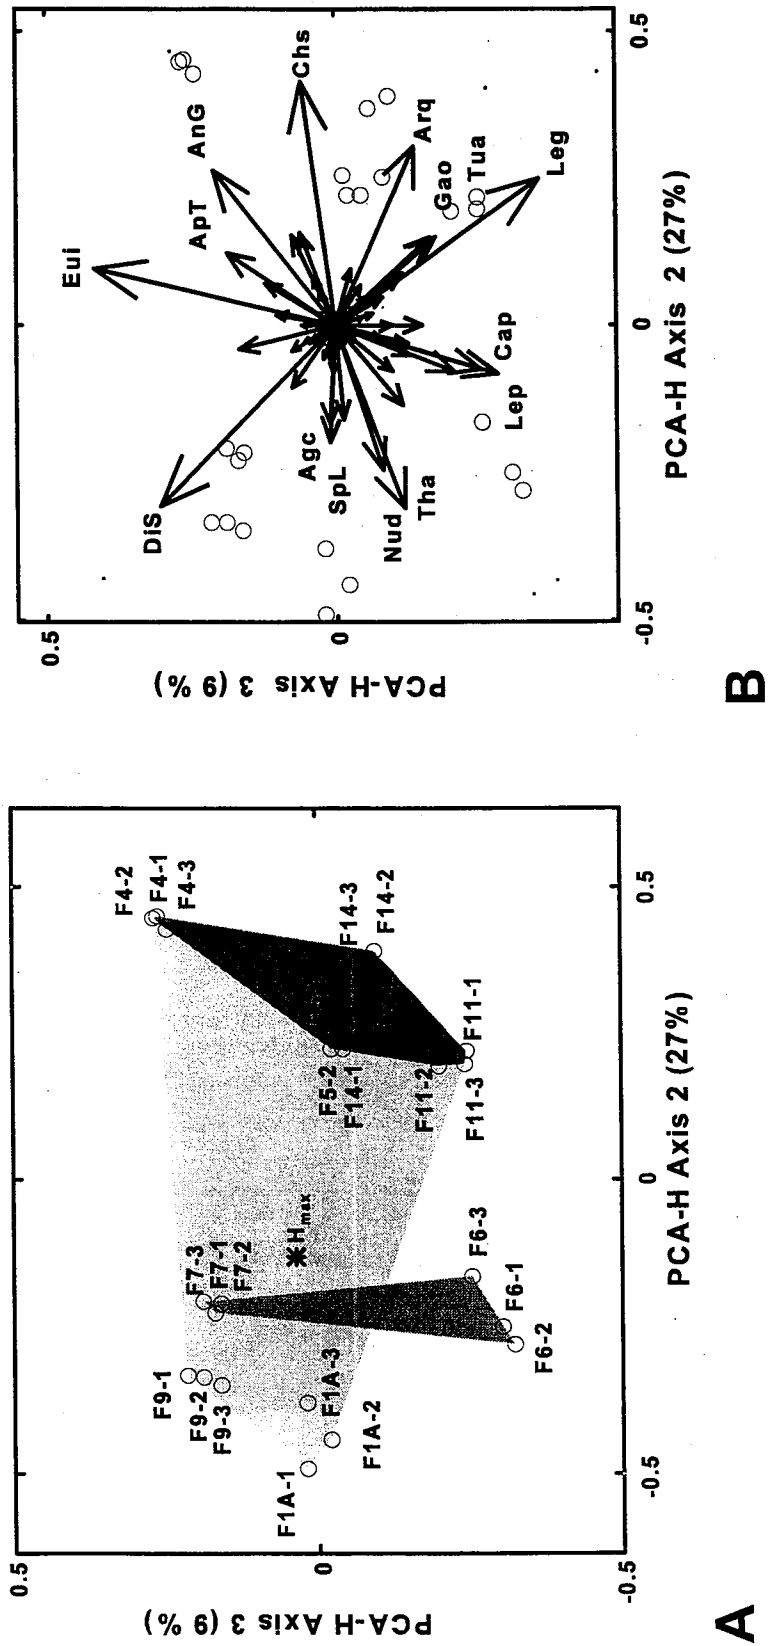 A
PCA-H Axis 3 (9 %)
0.5
0
-0.5
F4-2
F4-1
F4-3
F14-3
F14-2
F5-2
F14-1
F11-2
F11-1
F11-3
H max
F7-3
F7-1
F7-2
F6-3
F6-1
F6-2
F9-1
F9-2
F9-3
F1A-3
F1A-2
F1A-1
-0.5
0
0.5
PCA-H Axis 2 (27%)
B
PCA-H Axis 3 (9 %)
0.5
0
Eui
ApT
AnG
Chs
Arq
Gao
Tua
Leg
DiS
Agc
SpL
Nud
Tha
Lep
Cap
-0.5
0
0.5
PCA-H Axis 2 (27%)